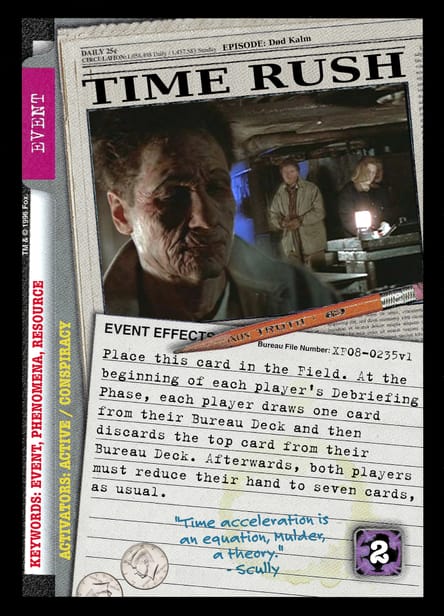 DAILY 25¢
EPISODE: Død Kalm
TIME RUSH
EVENT
TM & © 1996 Fox.
KEYWORDS: EVENT, PHENOMENA, RESOURCE
ACTIVATORS: ACTIVE / CONSPIRACY
EVENT EFFECTS
Bureau File Number: XF08-0235v1
Place this card in the Field. At the
beginning of each player's Debriefing
Phase, each player draws one card
from their Bureau Deck and then
discards the top card from their
Bureau Deck. Afterwards, both players
must reduce their hand to seven cards,
as usual.
"Time acceleration is
an equation, Mulder,
a theory."
- Scully
2